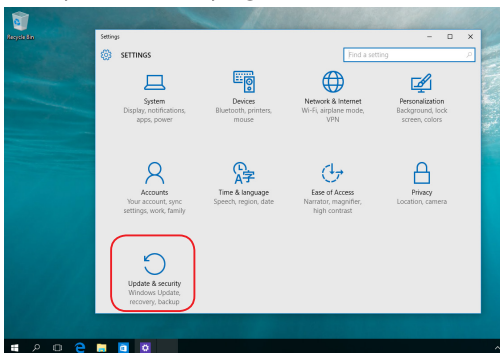 Recycle Bin
Settings
SETTINGS
Find a setting
System
Display, notifications,
apps, power
Devices
Bluetooth, printers,
mouse
Network & Internet
Wi-Fi, airplane mode,
VPN
Personalization
Background, lock
screen, colors
Accounts
Your account, sync
settings, work, family
Time & language
Speech, region, date
Ease of Access
Narrator, magnifier,
high contrast
Privacy
Location, camera
Update & security
Windows Update,
recovery, backup